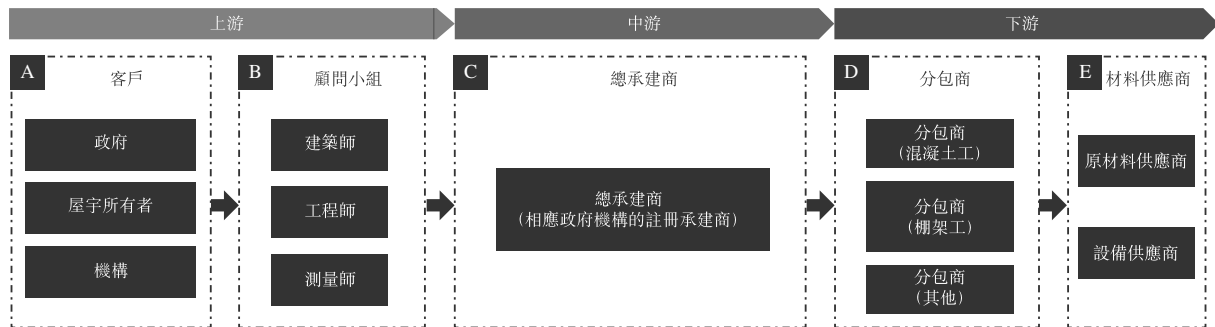 上游
中游
下游
A
客戶
政府
屋宇所有者
機構
B
顧問小組
建築師
工程師
測量師
C
總承建商
總承建商
(相應政府機構的註冊承建商)
D
分包商
分包商
(混凝土工)
分包商
(棚架工)
分包商
(其他)
E
材料供應商
原材料供應商
設備供應商